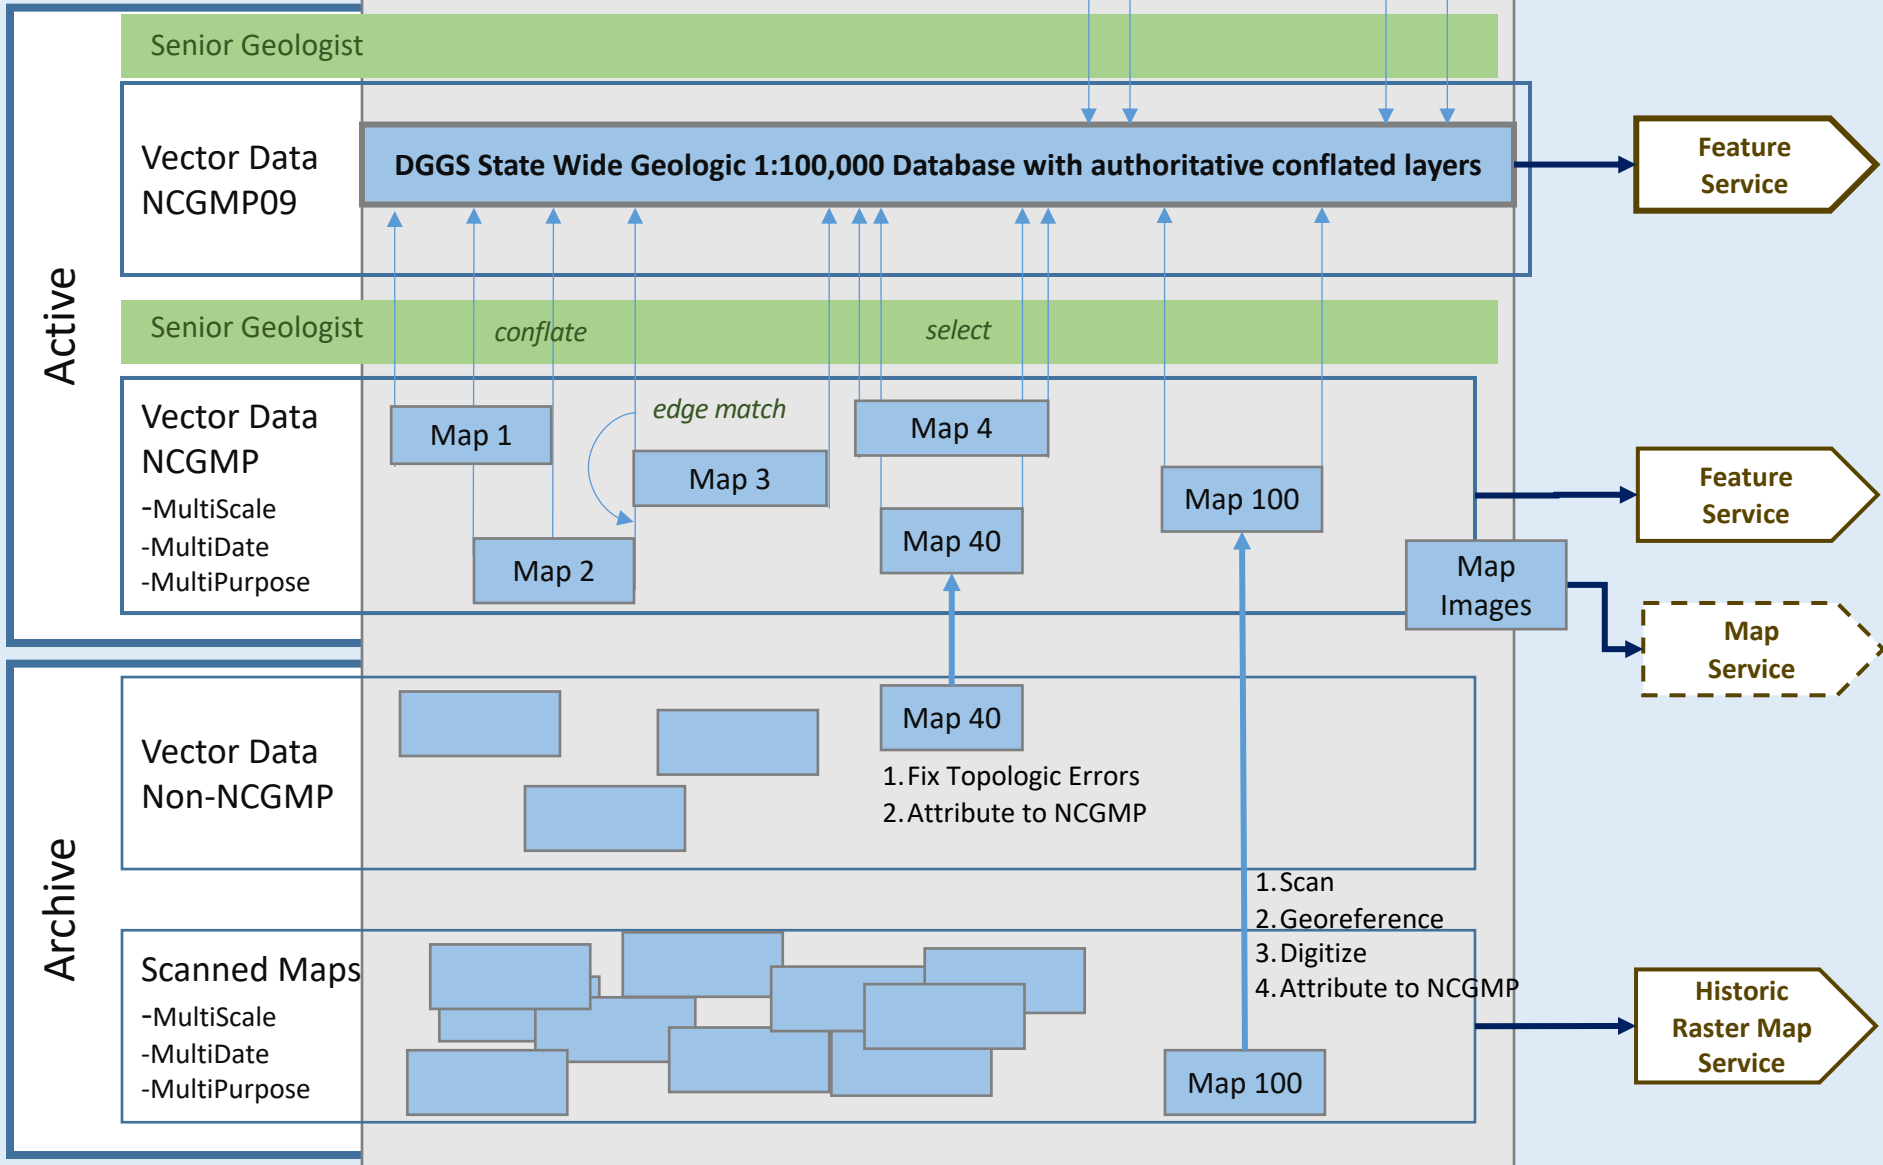 Senior Geologist
Active
Vector Data
NCGMP09
DGGS State Wide Geologic 1:100,000 Database with authoritative conflated layers
Feature
Service
Senior Geologist
conflate
select
Vector Data
NCGMP
-MultiScale
-MultiDate
-MultiPurpose
Map 1
edge match
Map 3
Map 2
Map 4
Map 40
Map 100
Feature
Service
Map
Images
Map
Service
Archive
Vector Data
Non-NCGMP
Map 40
1. Fix Topologic Errors
2. Attribute to NCGMP
1. Scan
2. Georeference
3. Digitize
4. Attribute to NCGMP
Scanned Maps
-MultiScale
-MultiDate
-MultiPurpose
Map 100
Historic
Raster Map
Service